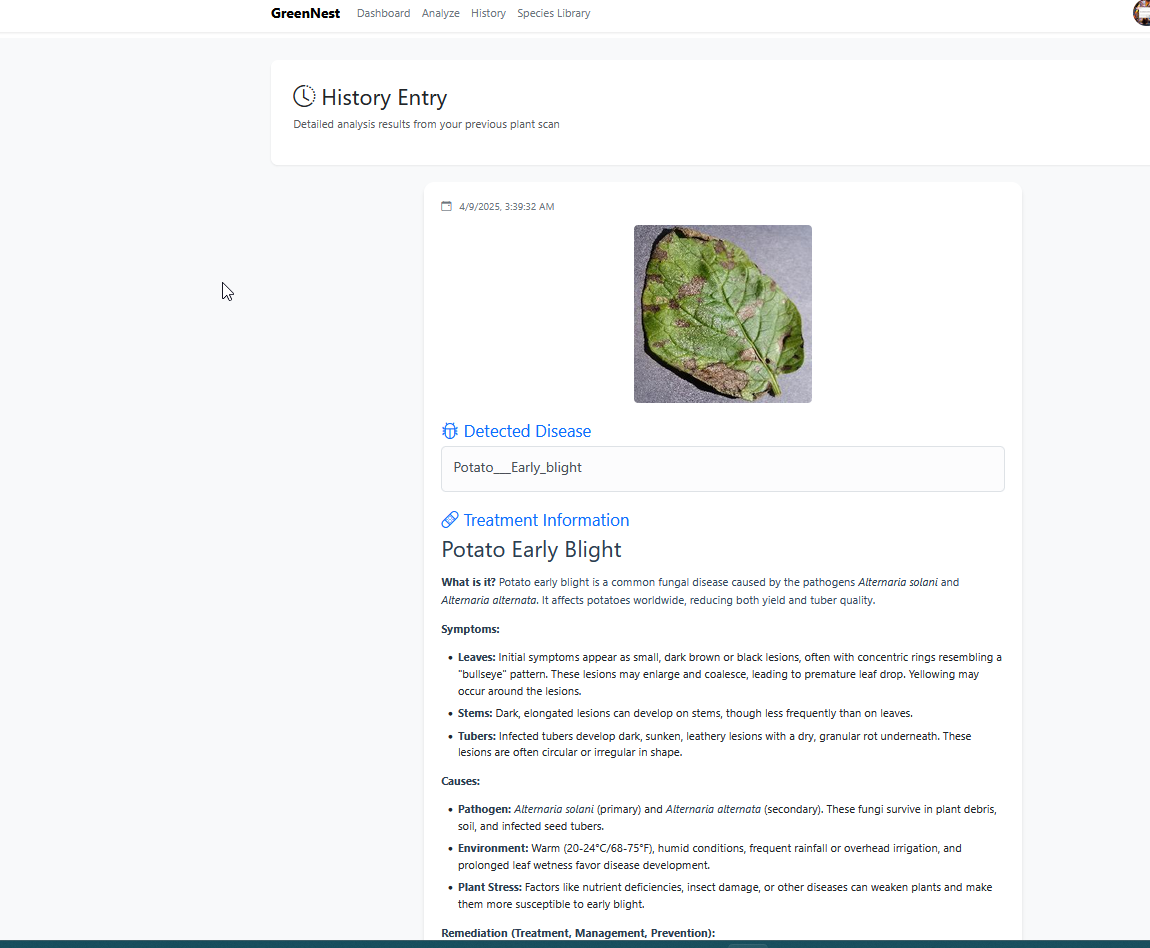 GreenNest Dashboard Analyze History Species Library
History Entry
Detailed analysis results from your previous plant scan
4/9/2025, 3:39:32 AM
Detected Disease
Potato___Early_blight
Treatment Information
Potato Early Blight
What is it? Potato early blight is a common fungal disease caused by the pathogens Alternaria solani and
Alternaria alternata. It affects potatoes worldwide, reducing both yield and tuber quality.
Symptoms:
• Leaves: Initial symptoms appear as small, dark brown or black lesions, often with concentric rings resembling a
"bullseye" pattern. These lesions may enlarge and coalesce, leading to premature leaf drop. Yellowing may
occur around the lesions.
• Stems: Dark, elongated lesions can develop on stems, though less frequently than on leaves.
• Tubers: Infected tubers develop dark, sunken, leathery lesions with a dry, granular rot underneath. These
lesions are often circular or irregular in shape.
Causes:
• Pathogen: Alternaria solani (primary) and Alternaria alternata (secondary). These fungi survive in plant debris,
soil, and infected seed tubers.
• Environment: Warm (20-24°C/68-75°F), humid conditions, frequent rainfall or overhead irrigation, and
prolonged leaf wetness favor disease development.
• Plant Stress: Factors like nutrient deficiencies, insect damage, or other diseases can weaken plants and make
them more susceptible to early blight.
Remediation (Treatment, Management, Prevention):